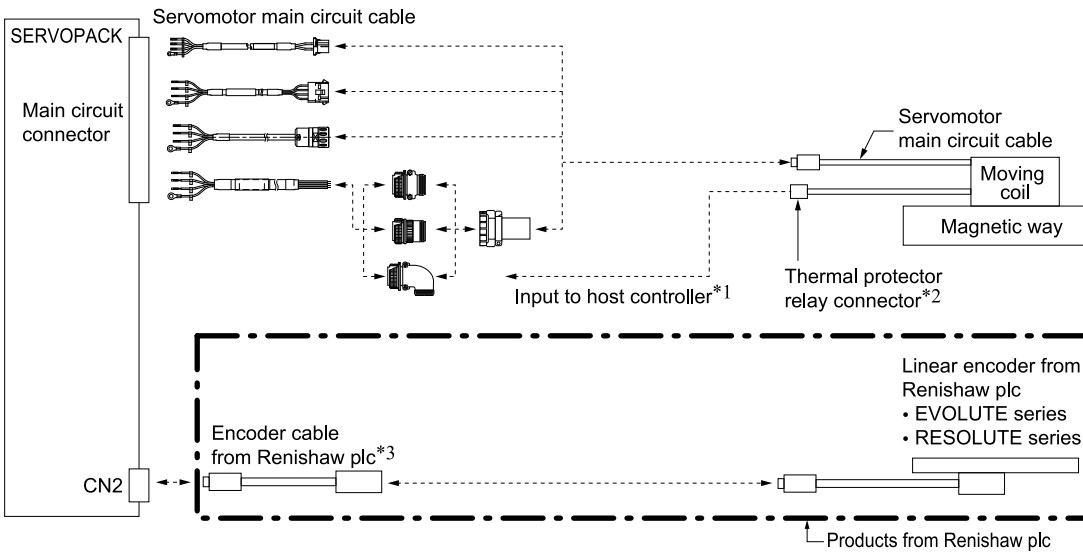 Servomotor main circuit cable
SERVOPACK
Main circuit
connector
Servomotor
main circuit cable
Moving
coil
Magnetic way
Thermal protector
relay connector*2
Input to host controller*1
Linear encoder from
Renishaw plc
• EVOLUTE series
• RESOLUTE series
Encoder cable
from Renishaw plc*3
CN2
Products from Renishaw plc